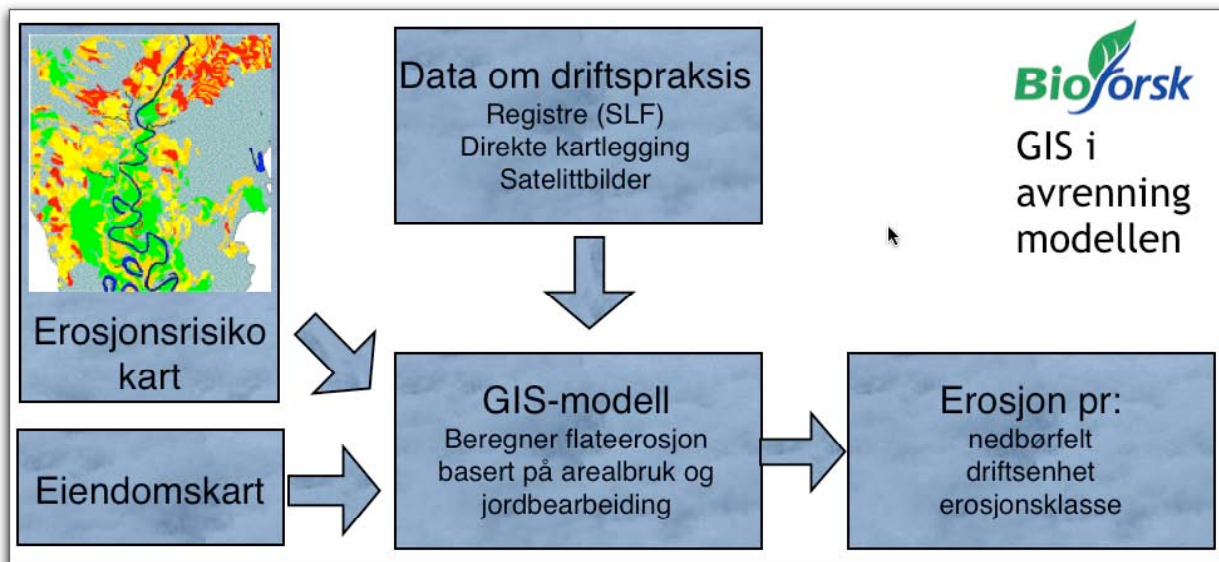 Erosjonsrisiko
kart
Eiendomskart
Data om driftspraksis
Registre (SLF)
Direkte kartlegging
Satelittbilder
GIS-modell
Beregner flateerosjon
basert på arealbruk og
jordbearbeiding
Erosjon pr:
nedbørfelt
driftsenhet
erosjonsklasse
Bioforsk
GIS i
avrenning
modellen